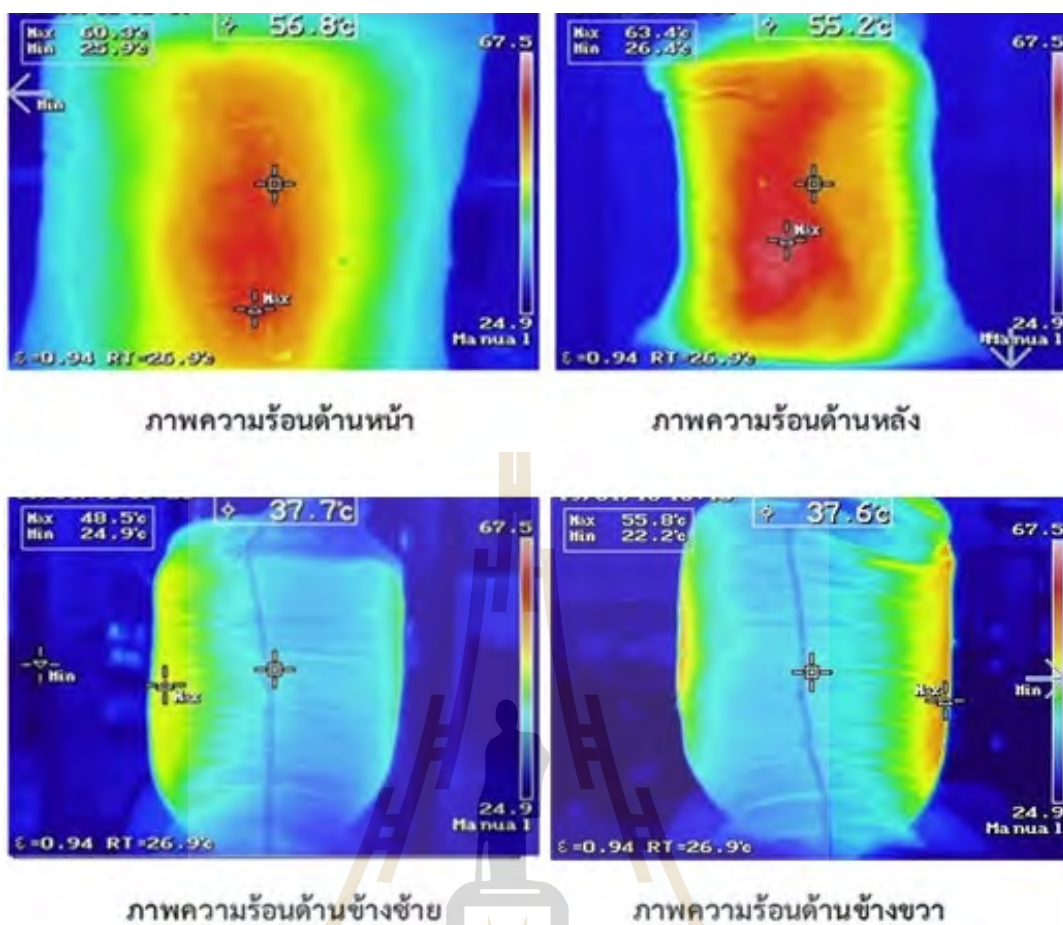 Max 60.3℃
Min 25.9℃
56.8℃
67.5
Min
Max
24.9
Manual
ε=0.94 RT=26.9℃
Max 63.4℃
Min 26.4℃
55.2℃
67.5
Max
24.9
Manual
ε=0.94 RT=26.9℃
ภาพความร้อนด้านหน้า
ภาพความร้อนด้านหลัง
Max 48.5℃
Min 24.9℃
37.7℃
67.5
Min
Max
24.9
Manual
ε=0.94 RT=26.9℃
Max 55.8℃
Min 22.2℃
37.6℃
67.5
Max
Min
24.9
Manual
ε=0.94 RT=26.9℃
ภาพความร้อนด้านข้างซ้าย
ภาพความร้อนด้านข้างขวา